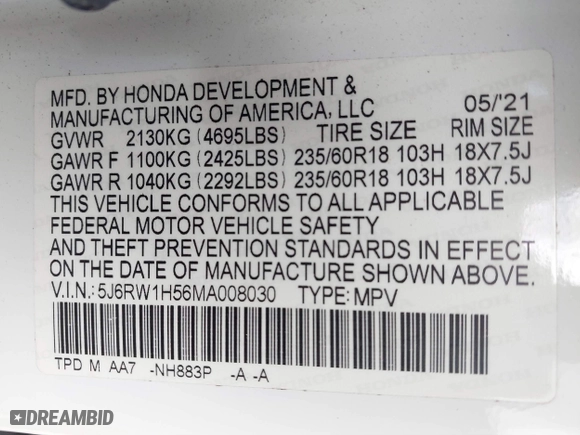 MFD. BY HONDA DEVELOPMENT &
MANUFACTURING OF AMERICA, LLC 05/'21
GVWR 2130KG (4695LBS) TIRE SIZE RIM SIZE
GAWR F 1100KG (2425LBS) 235/60R18 103H 18X7.5J
GAWR R 1040KG (2292LBS) 235/60R18 103H 18X7.5J
THIS VEHICLE CONFORMS TO ALL APPLICABLE
FEDERAL MOTOR VEHICLE SAFETY
AND THEFT PREVENTION STANDARDS IN EFFECT
ON THE DATE OF MANUFACTURE SHOWN ABOVE.
V.I.N.: 5J6RW1H56MA008030 TYPE: MPV
TPD M AA7 -NH883P -A -A
DREAMBID